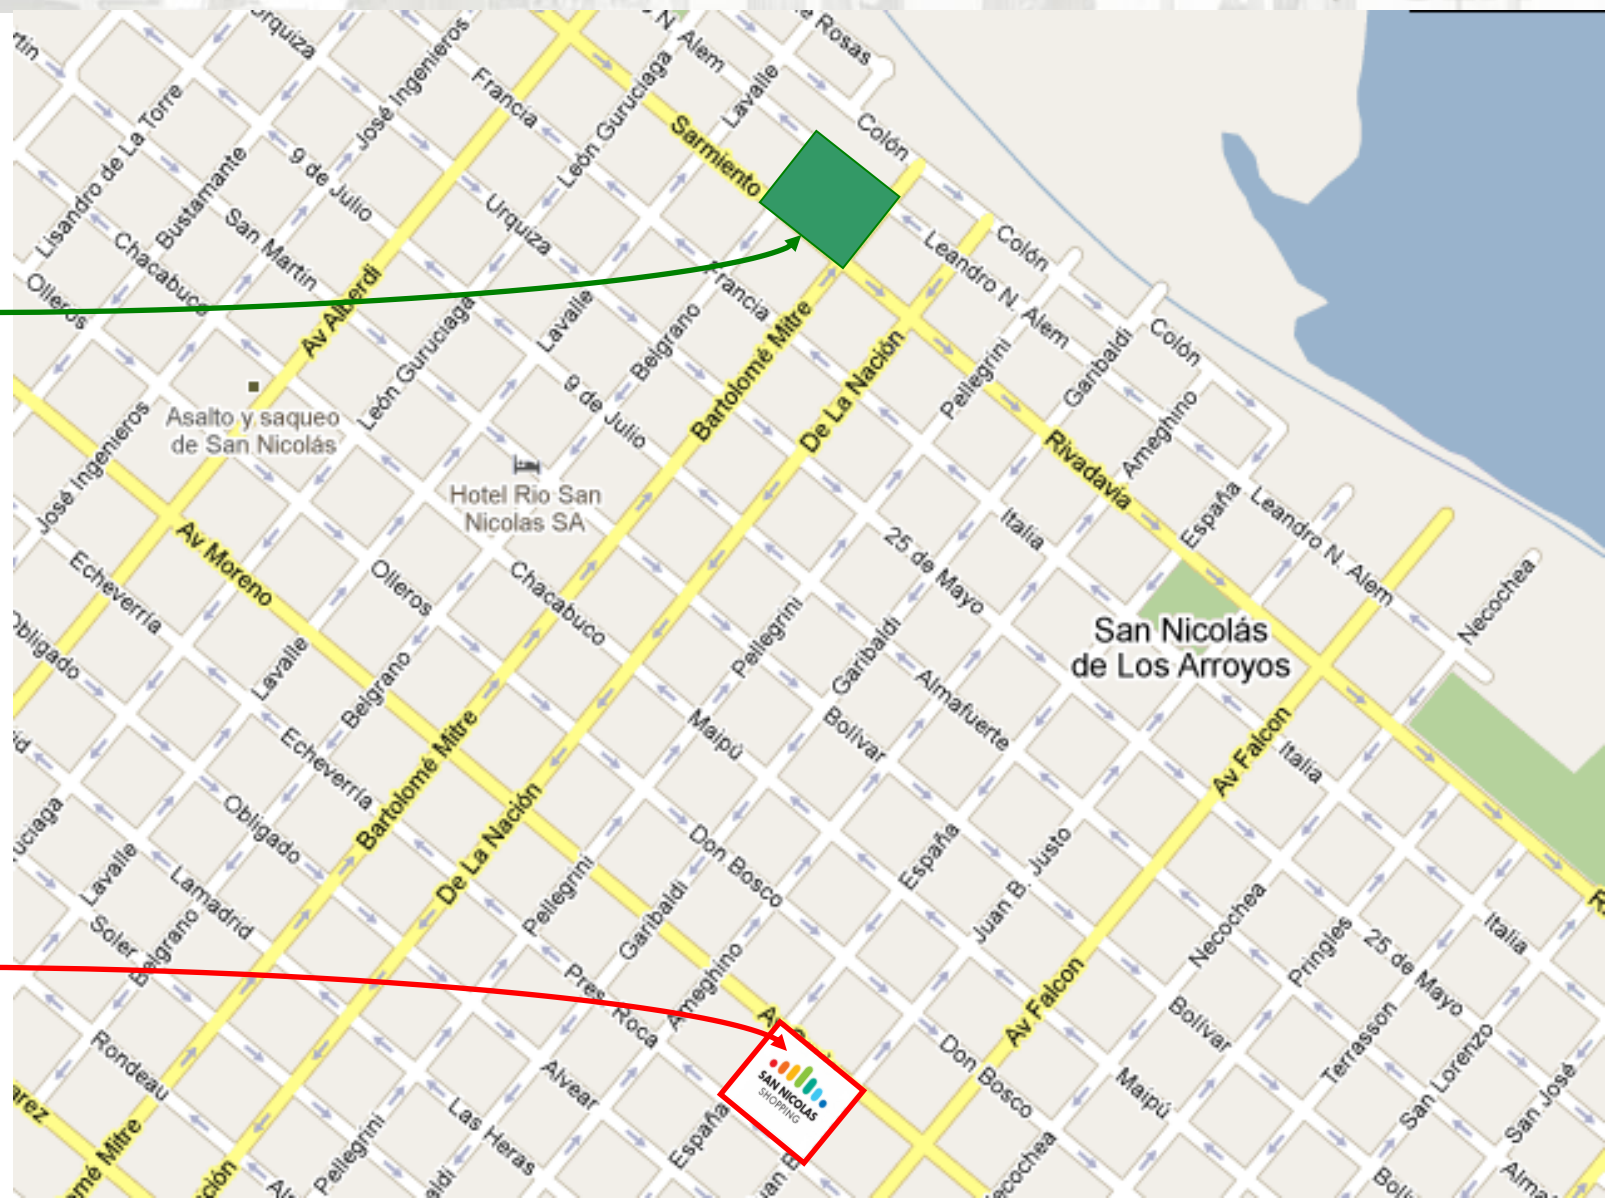 Urquiza
José Ingenieros
N. Alem
Rosas
Francia
León Guruciaga
Lavalle
Sarmiento
Colón
Lisandro de La Torre
Bustamante
9 de Julio
San Martín
Urquiza
Chacabuco
Olleros
Av Alberdi
León Guruciaga
Lavalle
Belgrano
Francia
Bartolomé Mitre
De La Nación
Leandro N. Alem
Colón
Pellegrini
Garibaldi
Colón
Ameghino
Rivadavia
España
Leandro N. Alem
Necochea
Asalto y saqueo
de San Nicolás
José Ingenieros
9 de Julio
Hotel Rio San
Nicolas SA
Italia
25 de Mayo
Av. Moreno
Echeverría
Olleros
Chacabuco
Pellegrini
Garibaldi
San Nicolás
de Los Arroyos
Obligado
Lavalle
Belgrano
Almafuerte
Bolívar
Maipú
Av Falcon
Italia
Echeverría
Bartolomé Mitre
De La Nación
Obligado
Don Bosco
España
Juan B. Justo
Lavalle
Lamadrid
Pellegrini
Garibaldi
Necochea
Pringles
25 de Mayo
Italia
Soler
Belgrano
Pres. Roca
Ameghino
Av Falcon
Bolívar
Terrasson
San Lorenzo
San José
Rondeau
Alvear
SAN NICOLAS
SHOPPING
Don Bosco
Maipú
Las Heras
Pellegrini
España